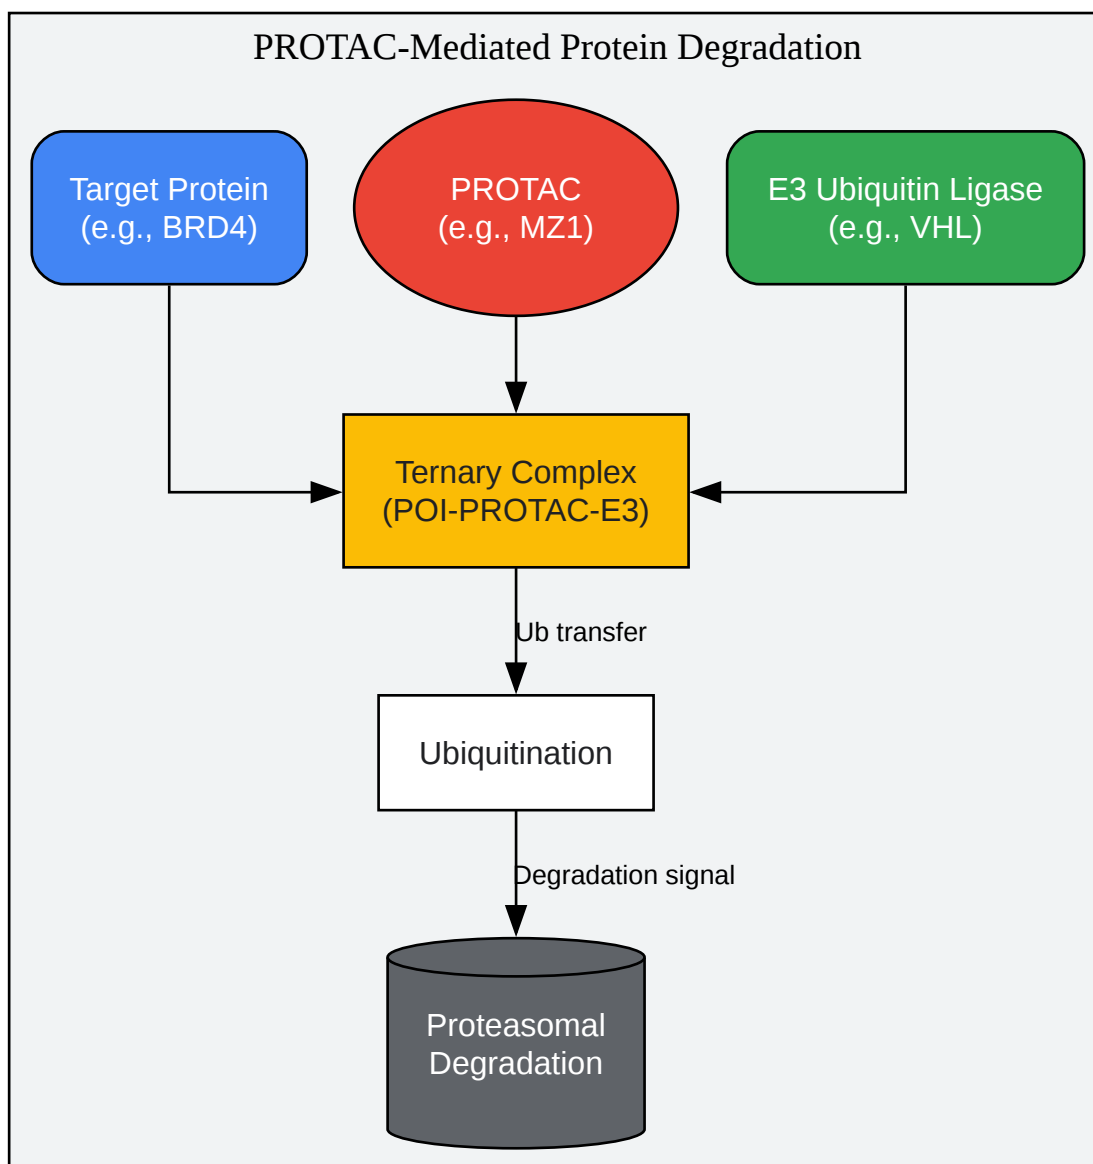 PROTAC-Mediated Protein Degradation
Target Protein
(e.g., BRD4)
PROTAC
(e.g., MZ1)
E3 Ubiquitin Ligase
(e.g., VHL)
Ternary Complex
(POI-PROTAC-E3)
Ub transfer
Ubiquitination
Degradation signal
Proteasomal
Degradation